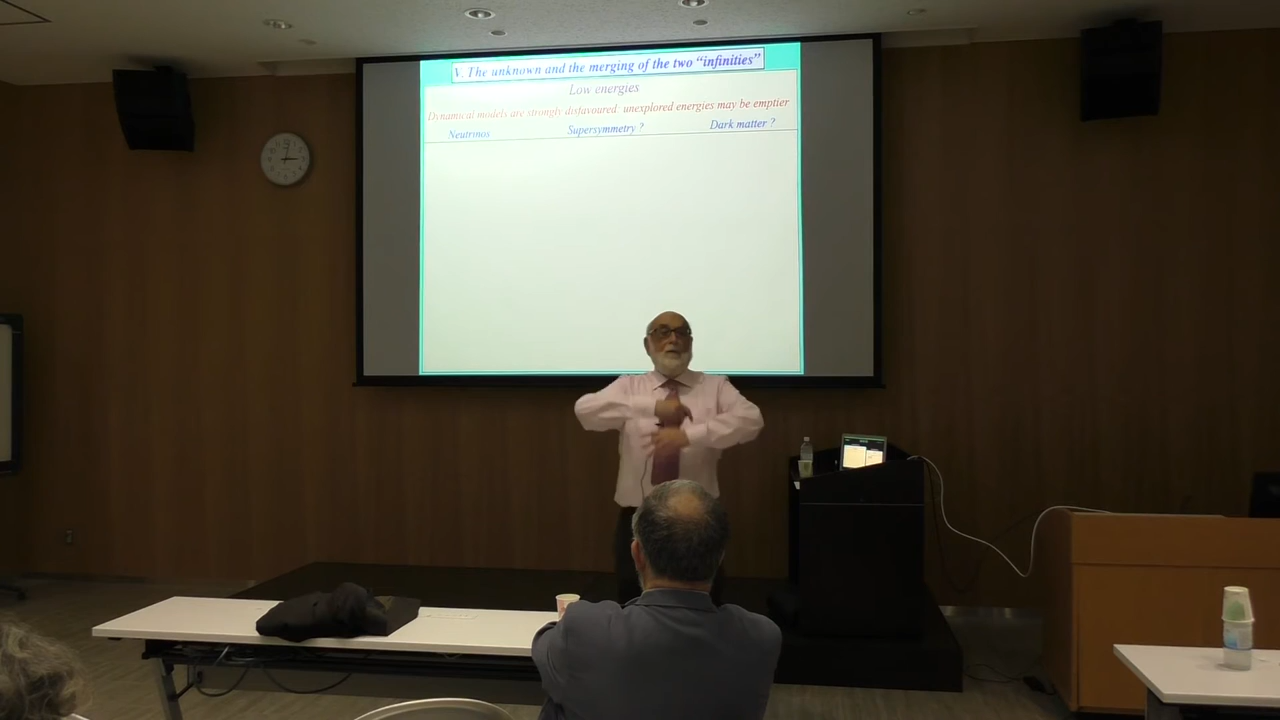 V. The unknown and the merging of the two “infinities”
Low energies
Dynamical models are strongly disfavoured unexplored energies may be emptier
Neutrinos Supersymmetry ? Dark matter ?